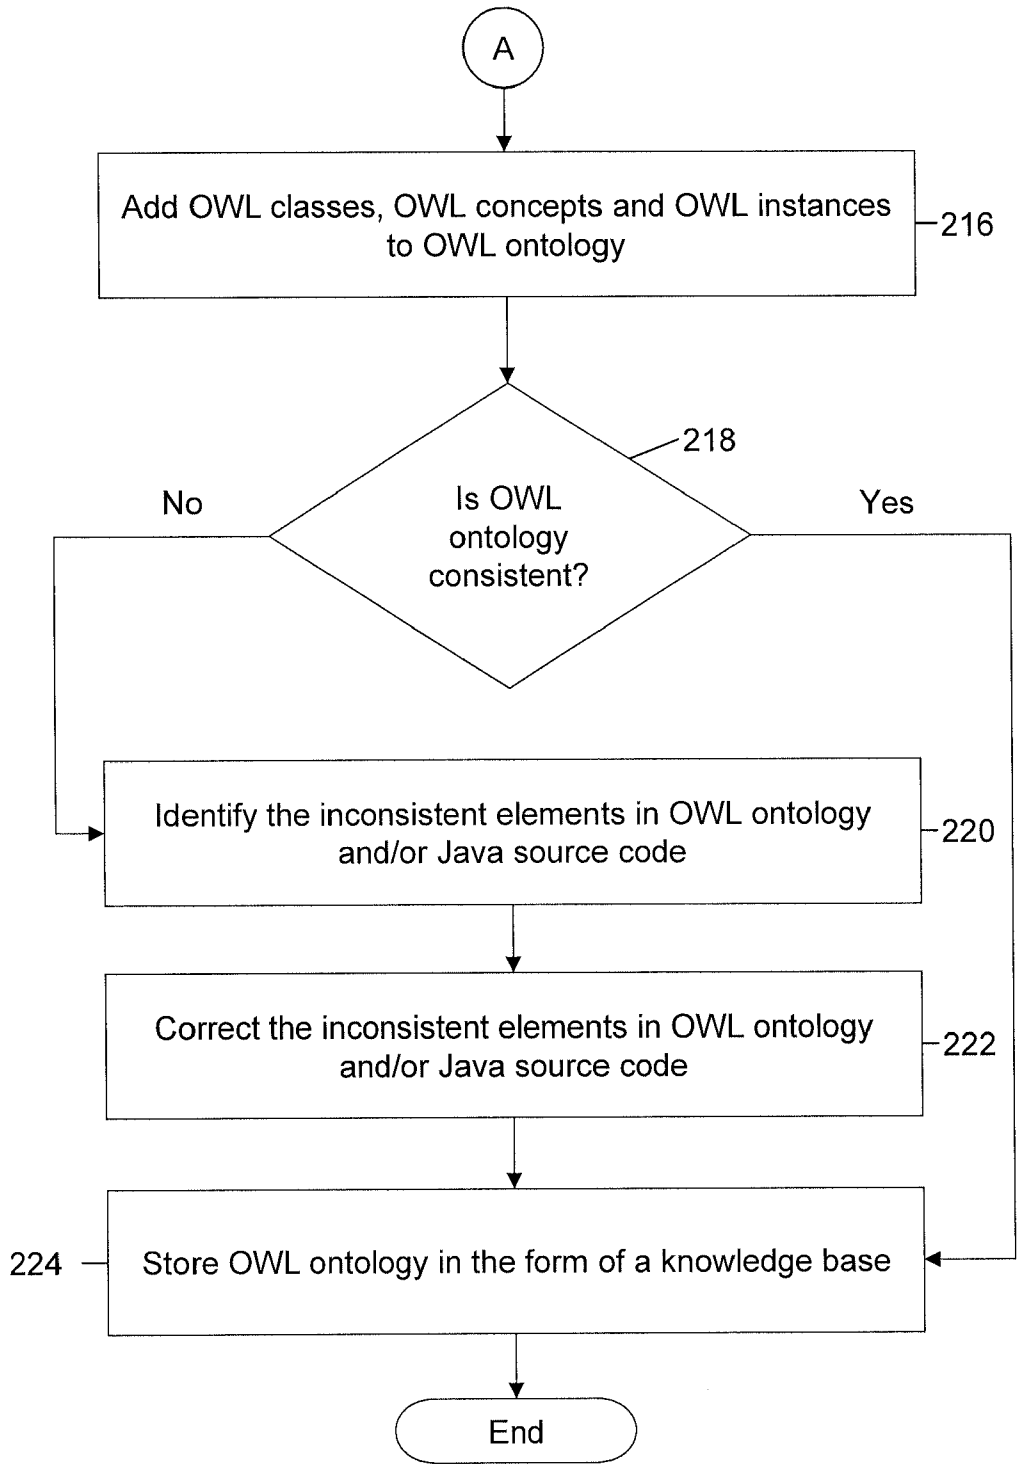 A
Add OWL classes, OWL concepts and OWL instances
to OWL ontology
216
218
No
Is OWL
ontology
consistent?
Yes
Identify the inconsistent elements in OWL ontology
and/or Java source code
220
Correct the inconsistent elements in OWL ontology
and/or Java source code
222
224
Store OWL ontology in the form of a knowledge base
End